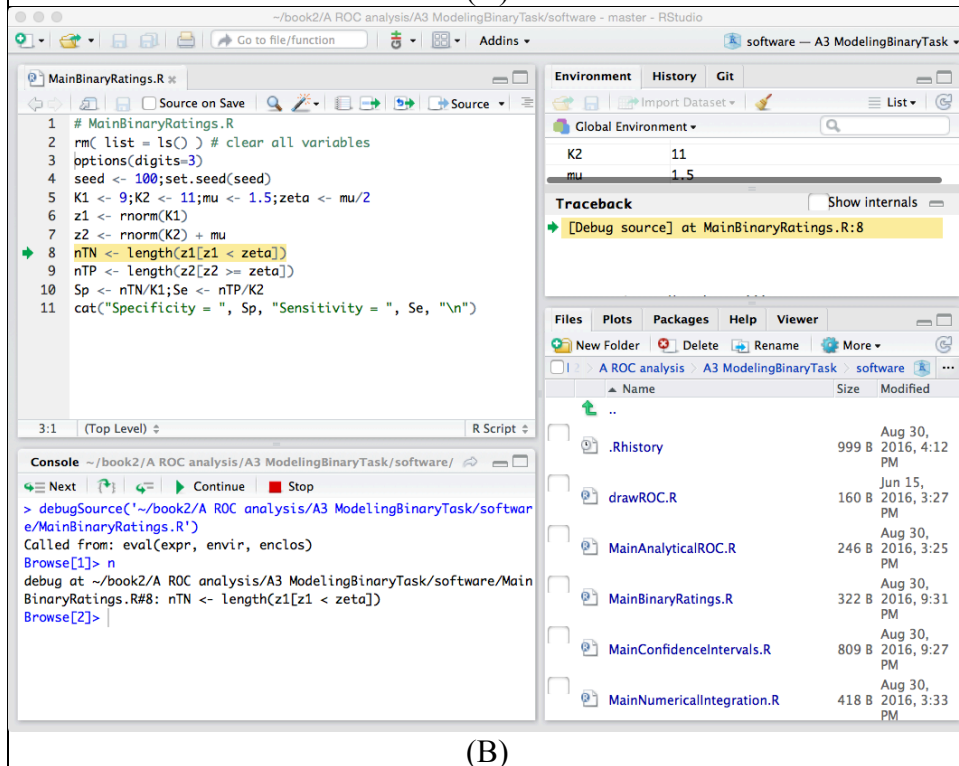 ~/book2/A ROC analysis/A3 ModelingBinaryTask/software - master - RStudio
Go to file/function Addins software — A3 ModelingBinaryTask
MainBinaryRatings.R
Source on Save Source
1 # MainBinaryRatings.R
2 rm( list = ls() ) # clear all variables
3 options(digits=3)
4 seed <- 100;set.seed(seed)
5 K1 <- 9;K2 <- 11;mu <- 1.5;zeta <- mu/2
6 z1 <- rnorm(K1)
7 z2 <- rnorm(K2) + mu
8 nTN <- length(z1[z1 < zeta])
9 nTP <- length(z2[z2 >= zeta])
10 Sp <- nTN/K1;Se <- nTP/K2
11 cat("Specificity = ", Sp, "Sensitivity = ", Se, "\n")
3:1 (Top Level) R Script
Console ~/book2/A ROC analysis/A3 ModelingBinaryTask/software/
Next Continue Stop
> debugSource('~/book2/A ROC analysis/A3 ModelingBinaryTask/softwar
e/MainBinaryRatings.R')
Called from: eval(expr, envir, enclos)
Browse[1]> n
debug at ~/book2/A ROC analysis/A3 ModelingBinaryTask/software/Main
BinaryRatings.R#8: nTN <- length(z1[z1 < zeta])
Browse[2]>
Environment History Git
Import Dataset List
Global Environment
K2 11
mu 1.5
Traceback Show internals
[Debug source] at MainBinaryRatings.R:8
Files Plots Packages Help Viewer
New Folder Delete Rename More
A ROC analysis A3 ModelingBinaryTask soft ...
Name Size Modified
..
.Rhistory 999 B Aug 30, 2016, 4:12 PM
drawROC.R 160 B Jun 15, 2016, 3:27 PM
MainAnalyticalROC.R 246 B Aug 30, 2016, 3:25 PM
MainBinaryRatings.R 322 B Aug 30, 2016, 9:31 PM
MainConfidenceIntervals.R 809 B Aug 30, 2016, 9:27 PM
MainNumericalIntegration.R 418 B Aug 30, 2016, 3:33 PM
(B)